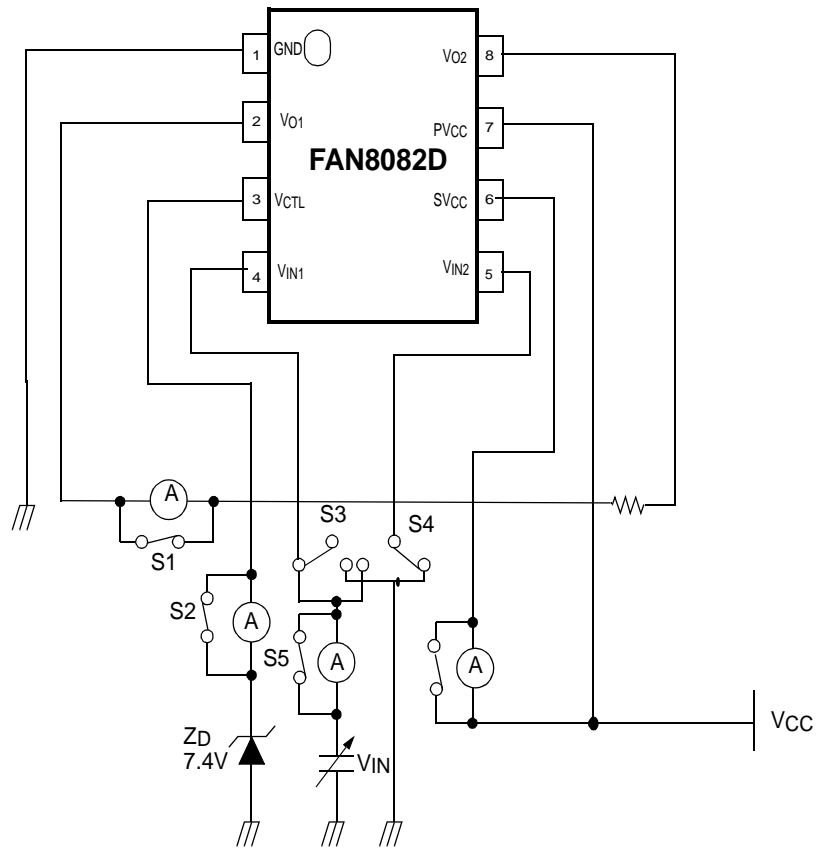 1 GND VO2 8
2 VO1 PVCC 7
FAN8082D
3 VCTL SVCC 6
4 VIN1 VIN2 5
A
S1
S3
S4
S2
A
S5
A
A
ZD
7.4V
VIN
VCC